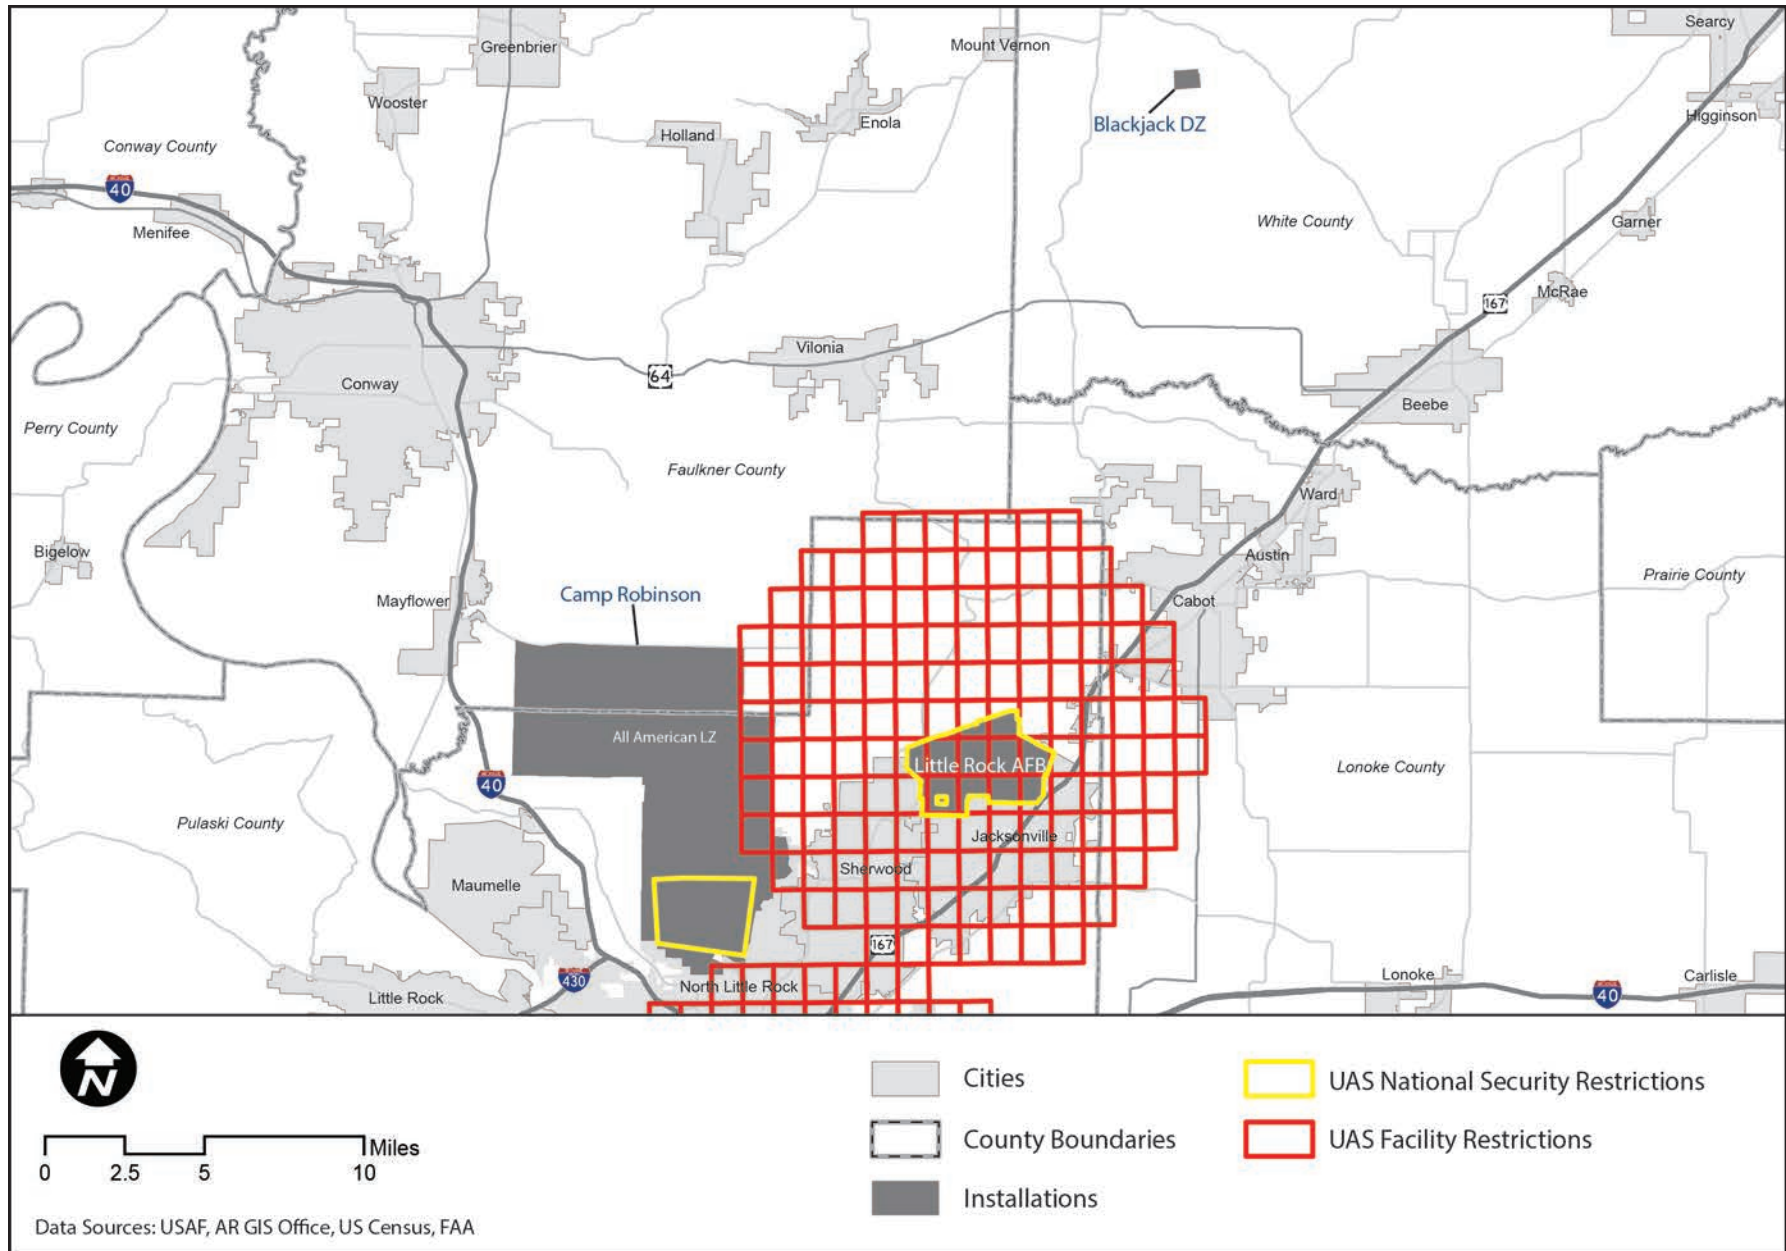 Searcy
Greenbrier
Mount Vernon
Wooster
Blackjack DZ
Enola
Higginson
Holland
Conway County
40
White County
Garner
Menifee
McRae
167
Vilonia
64
Conway
Beebe
Perry County
Faulkner County
Ward
Bigelow
Austin
Prairie County
Camp Robinson
Mayflower
Cabot
All American LZ
Little Rock AFB
Lonoke County
40
Pulaski County
Jacksonville
Sherwood
Maumelle
167
430
North Little Rock
Little Rock
Lonoke
40
Carlisle
N
Miles
0 2.5 5 10
Data Sources: USAF, AR GIS Office, US Census, FAA
Cities
County Boundaries
Installations
UAS National Security Restrictions
UAS Facility Restrictions